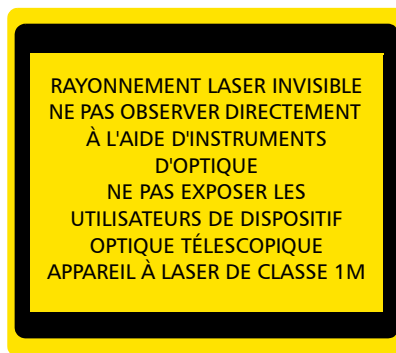 RAYONNEMENT LASER INVISIBLE
NE PAS OBSERVER DIRECTEMENT
À L'AIDE D'INSTRUMENTS
D'OPTIQUE
NE PAS EXPOSER LES
UTILISATEURS DE DISPOSITIF
OPTIQUE TÉLESCOPIQUE
APPAREIL À LASER DE CLASSE 1M